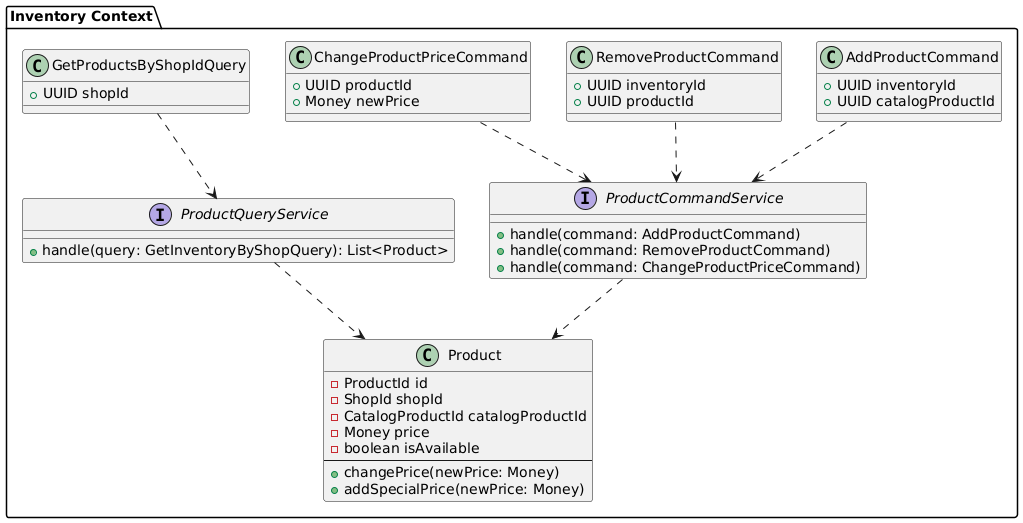 Inventory Context
C GetProductsByShopIdQuery
UUID shopId
C ChangeProductPriceCommand
UUID productId
Money newPrice
C RemoveProductCommand
UUID inventoryId
UUID productId
C AddProductCommand
UUID inventoryId
UUID catalogProductId
I ProductQueryService
handle(query: GetInventoryByShopQuery): List<Product>
I ProductCommandService
handle(command: AddProductCommand)
handle(command: RemoveProductCommand)
handle(command: ChangeProductPriceCommand)
C Product
ProductId id
ShopId shopId
CatalogProductId catalogProductId
Money price
boolean isAvailable
changePrice(newPrice: Money)
addSpecialPrice(newPrice: Money)